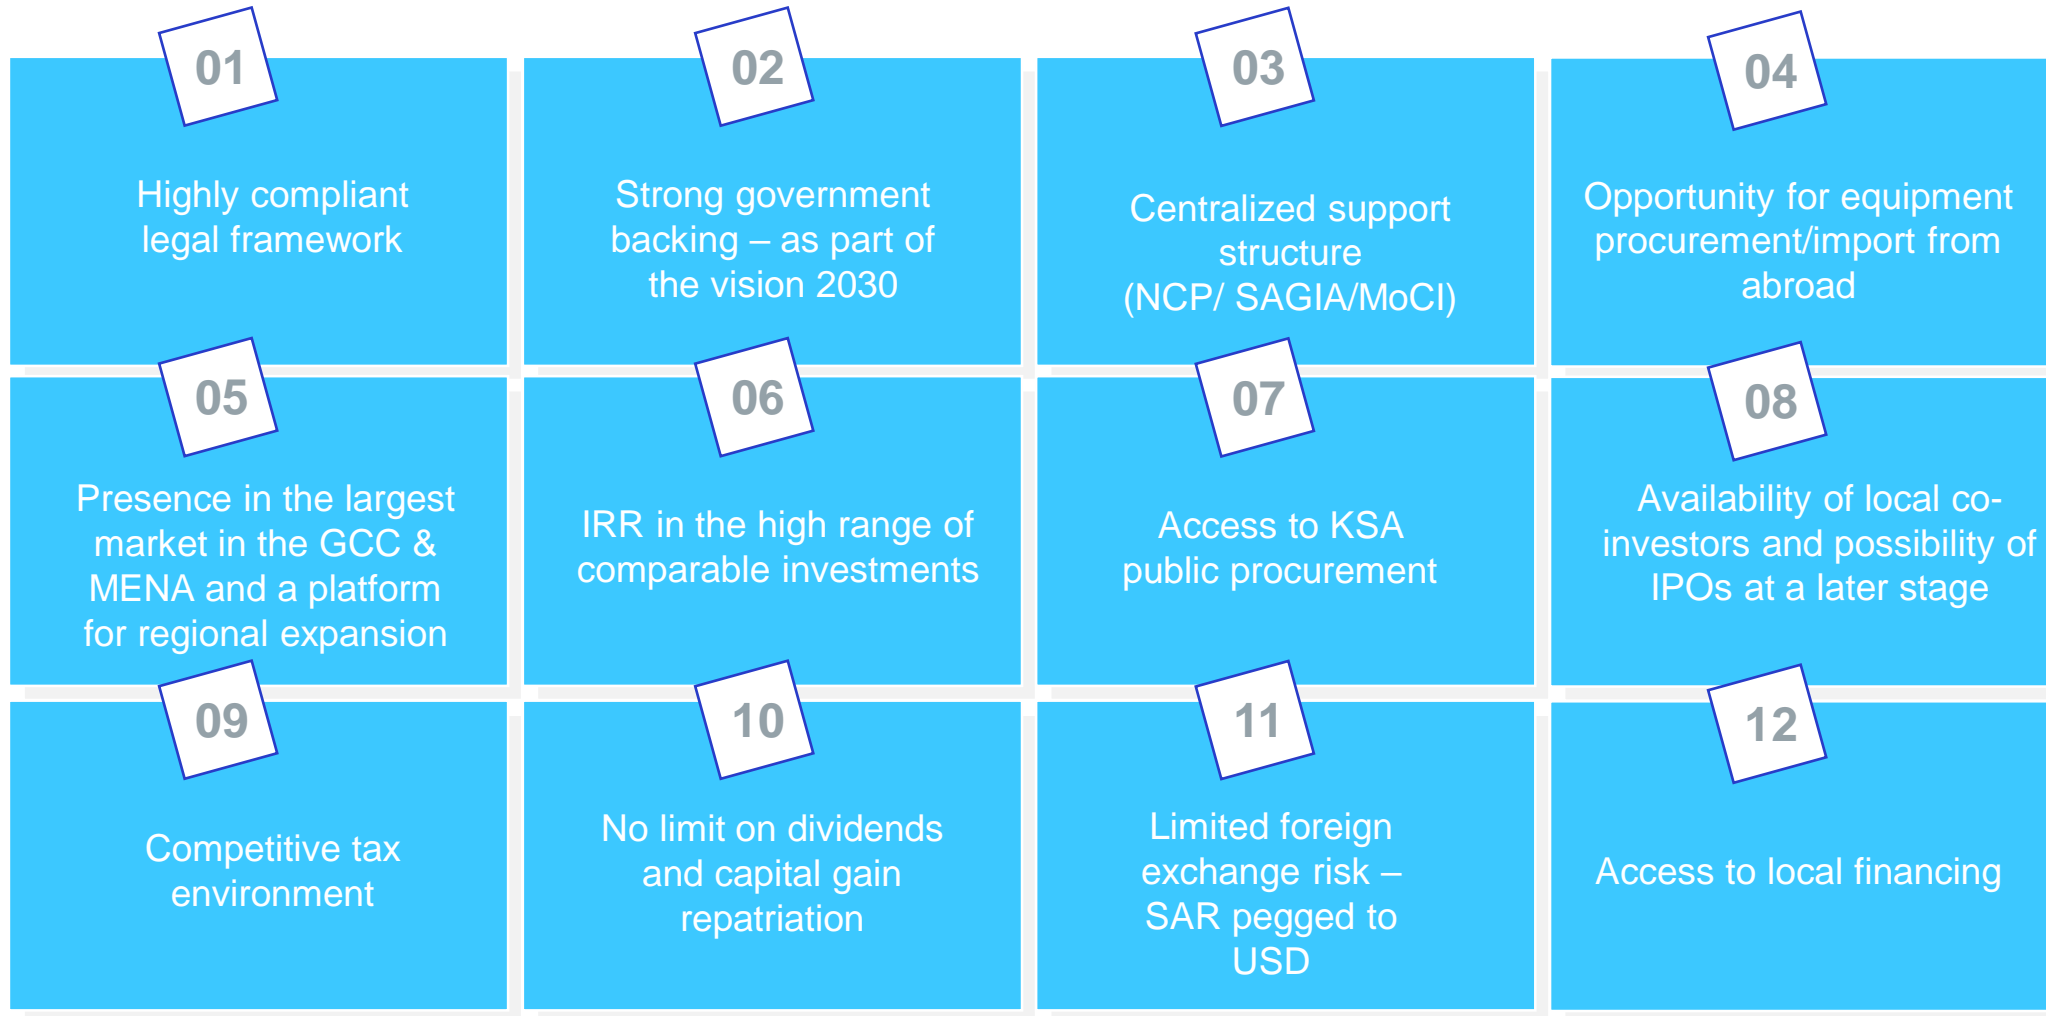 01
Highly compliant
legal framework
02
Strong government
backing – as part of
the vision 2030
03
Centralized support
structure
(NCP/ SAGIA/MoCI)
04
Opportunity for equipment
procurement/import from
abroad
05
Presence in the largest
market in the GCC &
MENA and a platform
for regional expansion
06
IRR in the high range of
comparable investments
07
Access to KSA
public procurement
08
Availability of local co-
investors and possibility of
IPOs at a later stage
09
Competitive tax
environment
10
No limit on dividends
and capital gain
repatriation
11
Limited foreign
exchange risk –
SAR pegged to
USD
12
Access to local financing